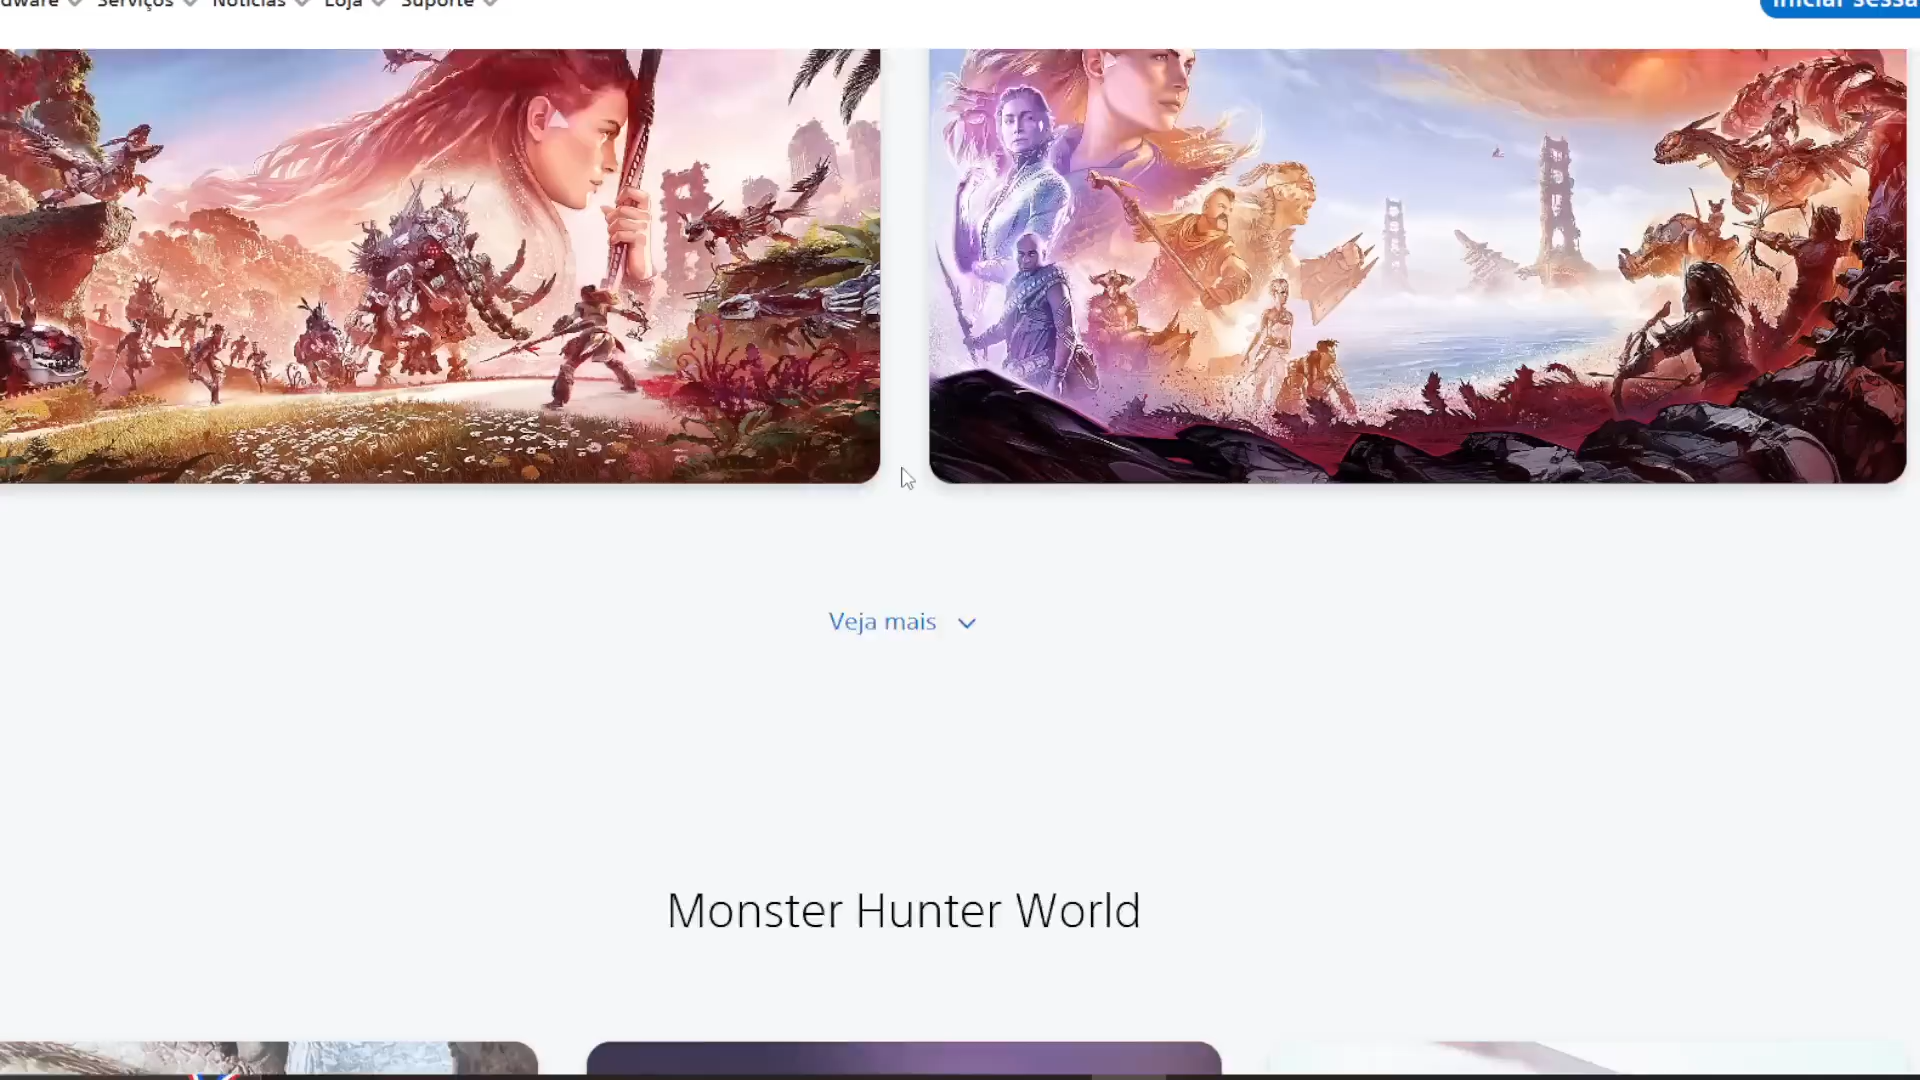 Serviços
Notícias
Loja
Suporte
Veja mais
Monster Hunter World